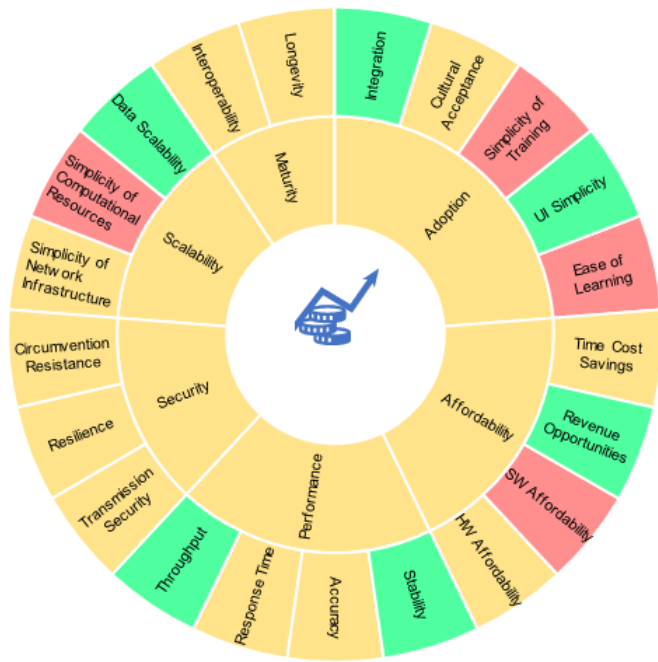 Integration
Cultural
Acceptance
Simplicity of
Training
UI Simplicity
Ease of
Learning
Time Cost
Savings
Revenue
Opportunities
SW Affordability
HW Affordability
Stability
Accuracy
Response Time
Throughput
Transmission
Security
Resilience
Circumvention
Resistance
Simplicity of
Network
Infrastructure
Simplicity of
Computational
Resources
Data Scalability
Interoperability
Longevity
Adoption
Affordability
Performance
Security
Scalability
Maturity